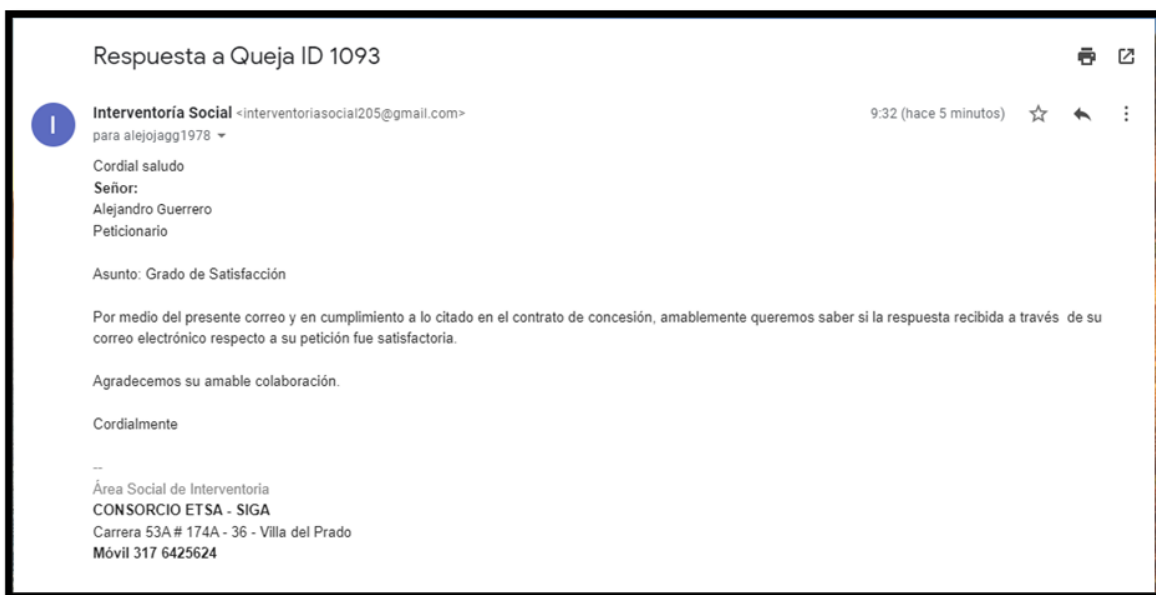 Respuesta a Queja ID 1093
I
Interventoría Social <interventoriasocial205@gmail.com>
9:32 (hace 5 minutos)
para alejojagg1978
Cordial saludo
Señor:
Alejandro Guerrero
Peticionario
Asunto: Grado de Satisfacción
Por medio del presente correo y en cumplimiento a lo citado en el contrato de concesión, amablemente queremos saber si la respuesta recibida a través de su
correo electrónico respecto a su petición fue satisfactoria.
Agradecemos su amable colaboración.
Cordialmente
--
Área Social de Interventoria
CONSORCIO ETSA - SIGA
Carrera 53A # 174A - 36 - Villa del Prado
Móvil 317 6425624